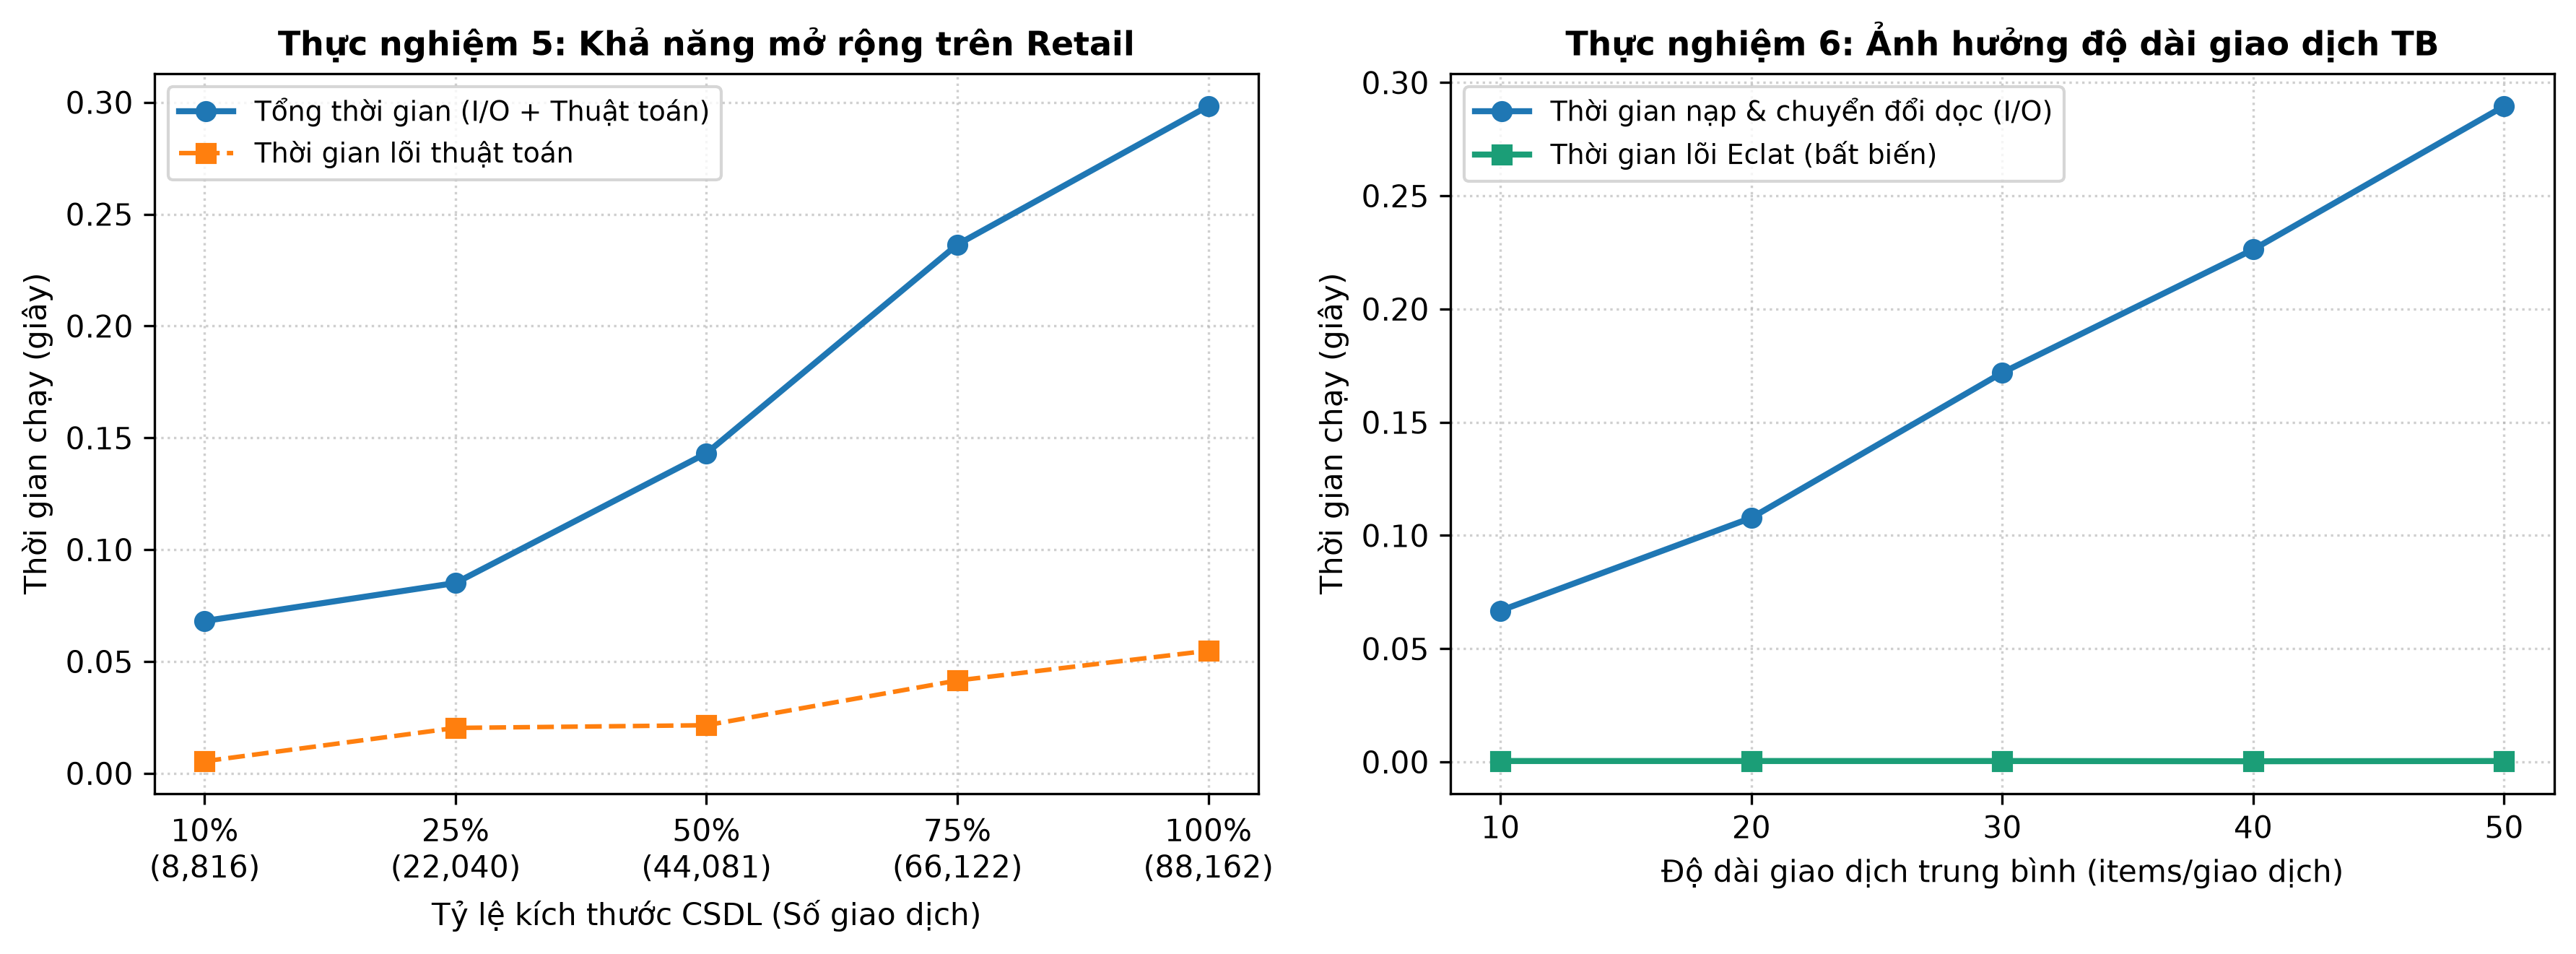 Thực nghiệm 5: Khả năng mở rộng trên Retail
Tổng thời gian (I/O + Thuật toán)
Thời gian lõi thuật toán
Thời gian chạy (giây)
0.30
0.25
0.20
0.15
0.10
0.05
0.00
10% 25% 50% 75% 100%
(8,816) (22,040) (44,081) (66,122) (88,162)
Tỷ lệ kích thước CSDL (Số giao dịch)
Thực nghiệm 6: Ảnh hưởng độ dài giao dịch TB
Thời gian nạp & chuyển đổi dọc (I/O)
Thời gian lõi Eclat (bất biến)
Thời gian chạy (giây)
0.30
0.25
0.20
0.15
0.10
0.05
0.00
10 20 30 40 50
Độ dài giao dịch trung bình (items/giao dịch)